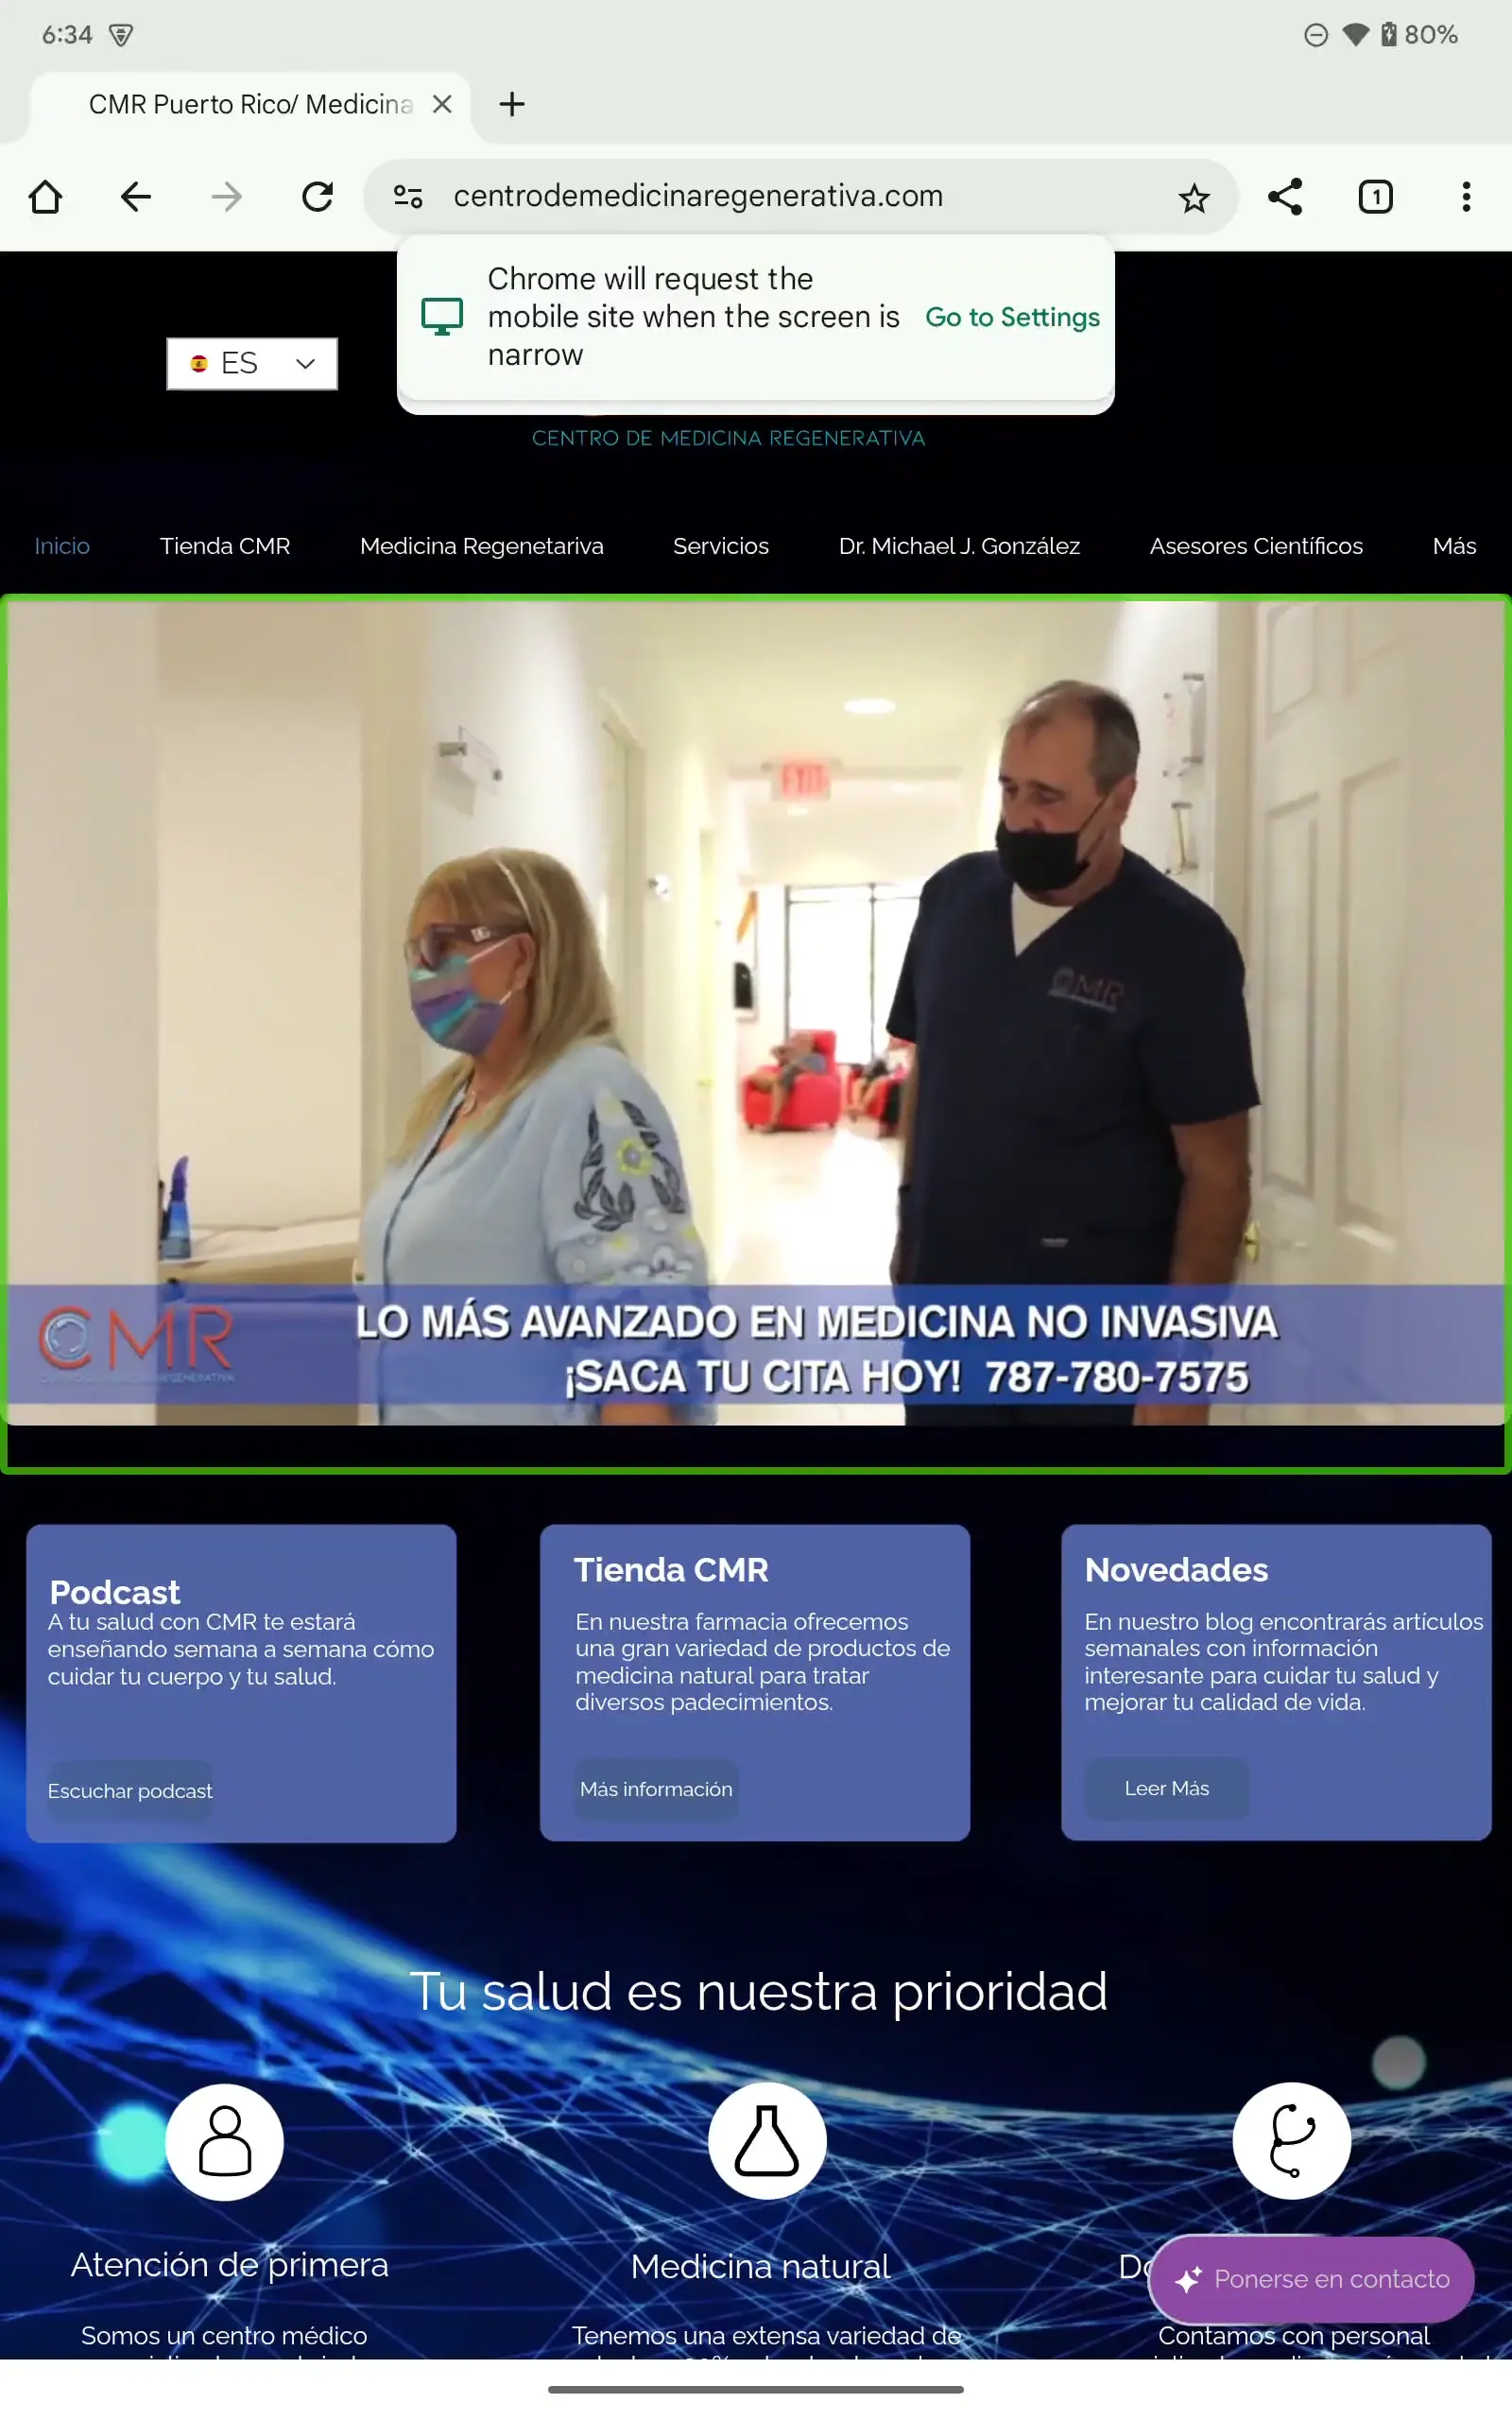 6:34
80%
CMR Puerto Rico/ Medicina
centrodemedicinaregenerativa.com
1
Chrome will request the
mobile site when the screen is
narrow
Go to Settings
ES
CENTRO DE MEDICINA REGENERATIVA
Inicio
Tienda CMR
Medicina Regenetariva
Servicios
Dr. Michael J. González
Asesores Científicos
Más
EXIT
CMR
CMR
LO MÁS AVANZADO EN MEDICINA NO INVASIVA
¡SACA TU CITA HOY! 787-780-7575
Podcast
A tu salud con CMR te estará
enseñando semana a semana cómo
cuidar tu cuerpo y tu salud.
Escuchar podcast
Tienda CMR
En nuestra farmacia ofrecemos
una gran variedad de productos de
medicina natural para tratar
diversos padecimientos.
Más información
Novedades
En nuestro blog encontrarás artículos
semanales con información
interesante para cuidar tu salud y
mejorar tu calidad de vida.
Leer Más
Tu salud es nuestra prioridad
Atención de primera
Somos un centro médico
Medicina natural
Tenemos una extensa variedad de
Contamos con personal
Ponerse en contacto